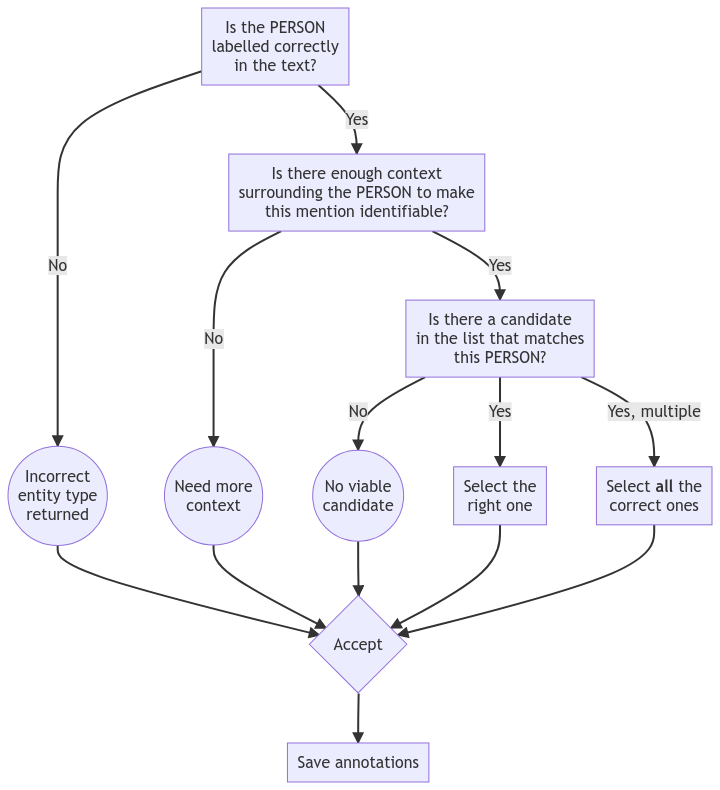 Is the PERSON
labelled correctly
in the text?
Yes
Is there enough context
surrounding the PERSON to make
this mention identifiable?
No
Yes
Is there a candidate
in the list that matches
this PERSON?
No
No
Yes
Yes, multiple
Incorrect
entity type
returned
Need more
context
No viable
candidate
Select the
right one
Select all the
correct ones
Accept
Save annotations